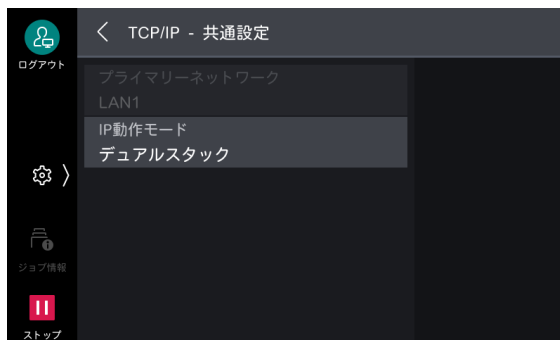 TCP/IP - 共通設定
ログアウト
プライマリーネットワーク
LAN1
IP動作モード
デュアルスタック
ジョブ情報
ストップ